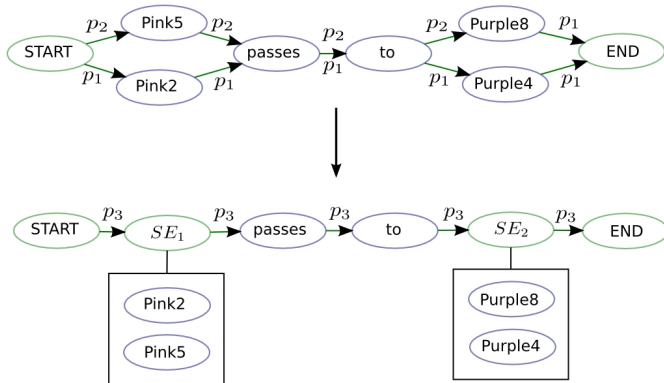 p₂ Pink5 p₂ p₂ p₂ Purple8 p₁
START passes to END
p₁ Pink2 p₁ p₁ p₁ Purple4 p₁
p₃ p₃ p₃ p₃ p₃
START SE₁ passes to SE₂ END
Pink2 Purple8
Pink5 Purple4